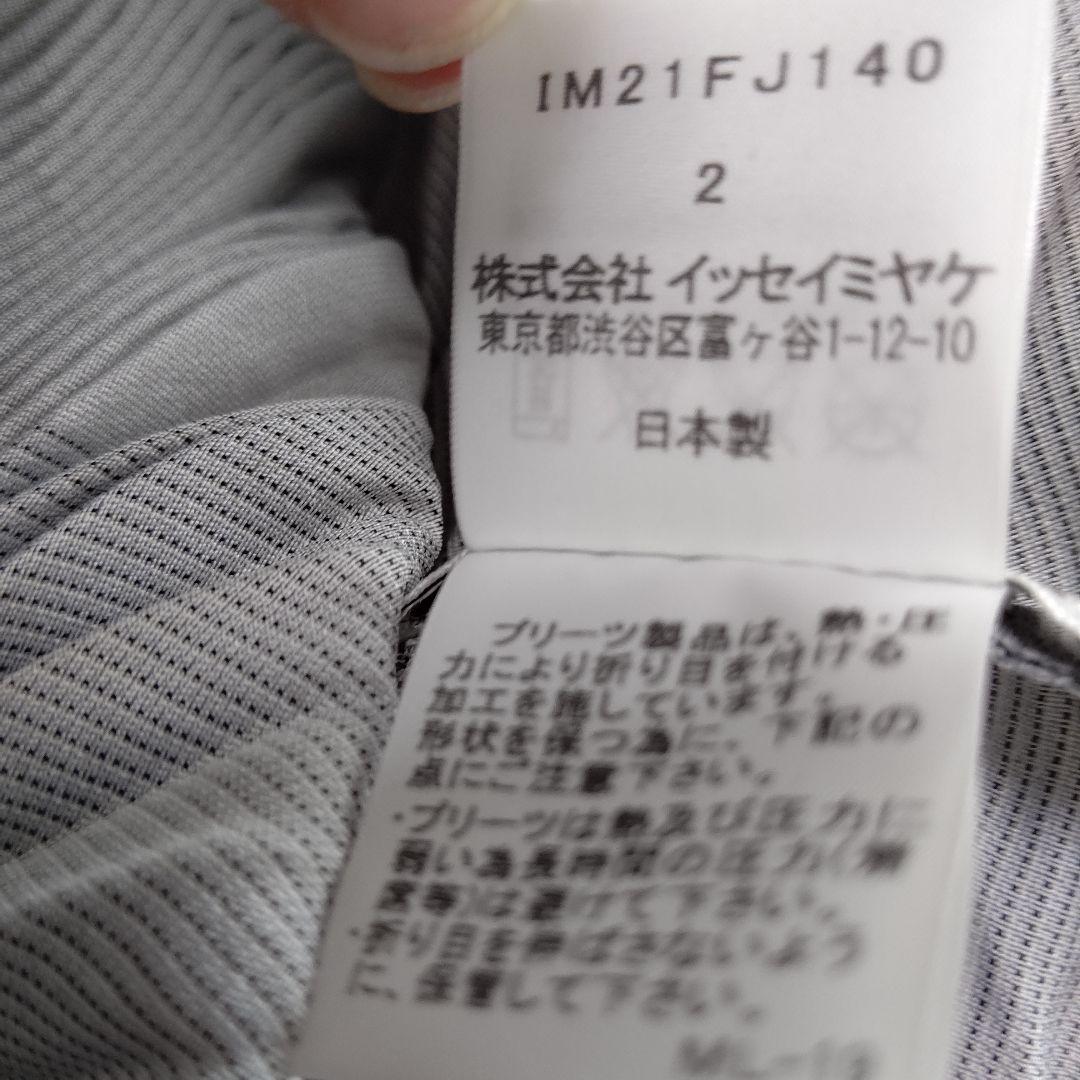 IM21FJ140
2
株式会社 イッセイミヤケ
東京都渋谷区富ヶ谷1-12-10
日本製
プリーツ製品は、熱・圧
力により折り目を付ける
加工を施しています。
形状を保つ為に、下記の
点にご注意下さい。
・プリーツは熱及び圧力に
弱い為長時間の圧力(
等)は避けて下さい。
・折り目を伸ばさないよう
に、保管して下さい。